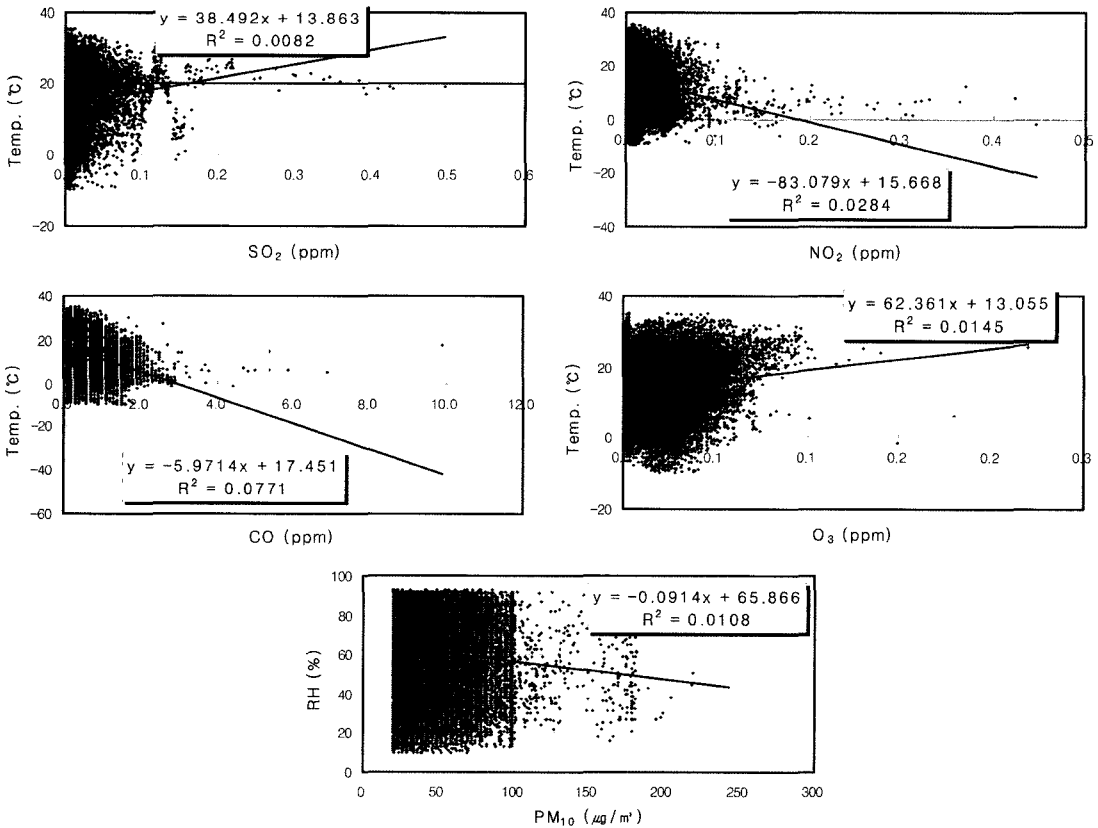 y = 38.492x + 13.863
R² = 0.0082
40
20
0
-20
Temp. (℃)
0.0 0.1 0.2 0.3 0.4 0.5 0.6
SO₂ (ppm)
40
20
0
-20
-40
Temp. (℃)
0.1 0.2 0.3 0.4 0.5
y = -83.079x + 15.668
R² = 0.0284
NO₂ (ppm)
40
20
0
-20
-40
-60
Temp. (℃)
2.0 4.0 6.0 8.0 10.0 12.0
y = -5.9714x + 17.451
R² = 0.0771
CO (ppm)
y = 62.361x + 13.055
R² = 0.0145
40
20
0
-20
Temp. (℃)
0.1 0.1 0.2 0.2 0.3
O₃ (ppm)
y = -0.0914x + 65.866
R² = 0.0108
100
80
60
40
20
0
RH (%)
0 50 100 150 200 250 300
PM₁₀ (㎍/㎥)